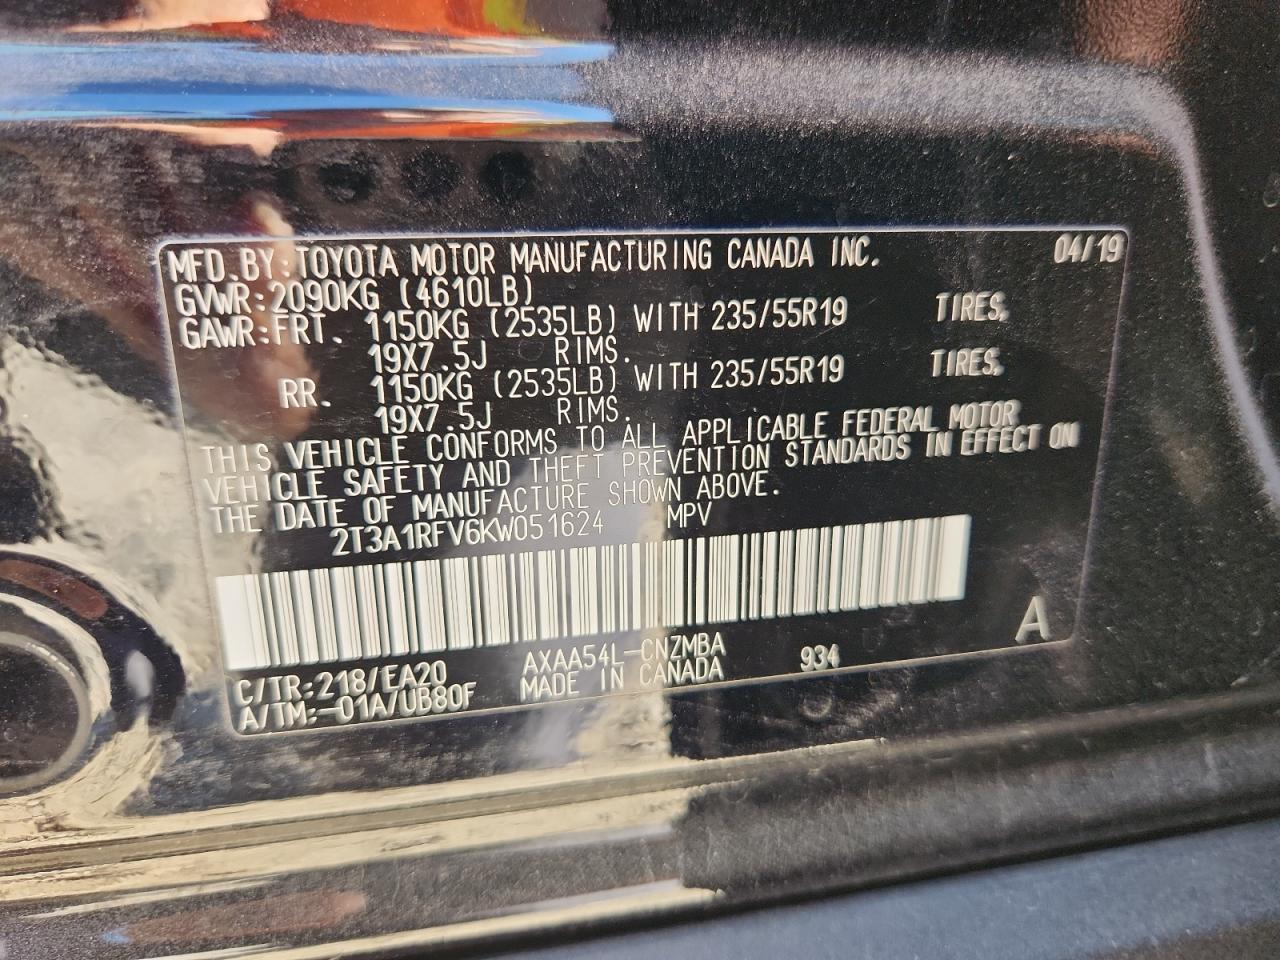 MFD.BY:TOYOTA MOTOR MANUFACTURING CANADA INC. 04/19
GVWR:2090KG (4610LB)
GAWR:FRT. 1150KG (2535LB) WITH 235/55R19 TIRES,
19X7.5J RIMS.
RR. 1150KG (2535LB) WITH 235/55R19 TIRES,
19X7.5J RIMS.
THIS VEHICLE CONFORMS TO ALL APPLICABLE FEDERAL MOTOR
VEHICLE SAFETY AND THEFT PREVENTION STANDARDS IN EFFECT ON
THE DATE OF MANUFACTURE SHOWN ABOVE.
2T3A1RFV6KW051624 MPV
A
C/TR:218/EA20 AXAA54L-CNZMBA 934
A/TM:-01A/UB80F MADE IN CANADA